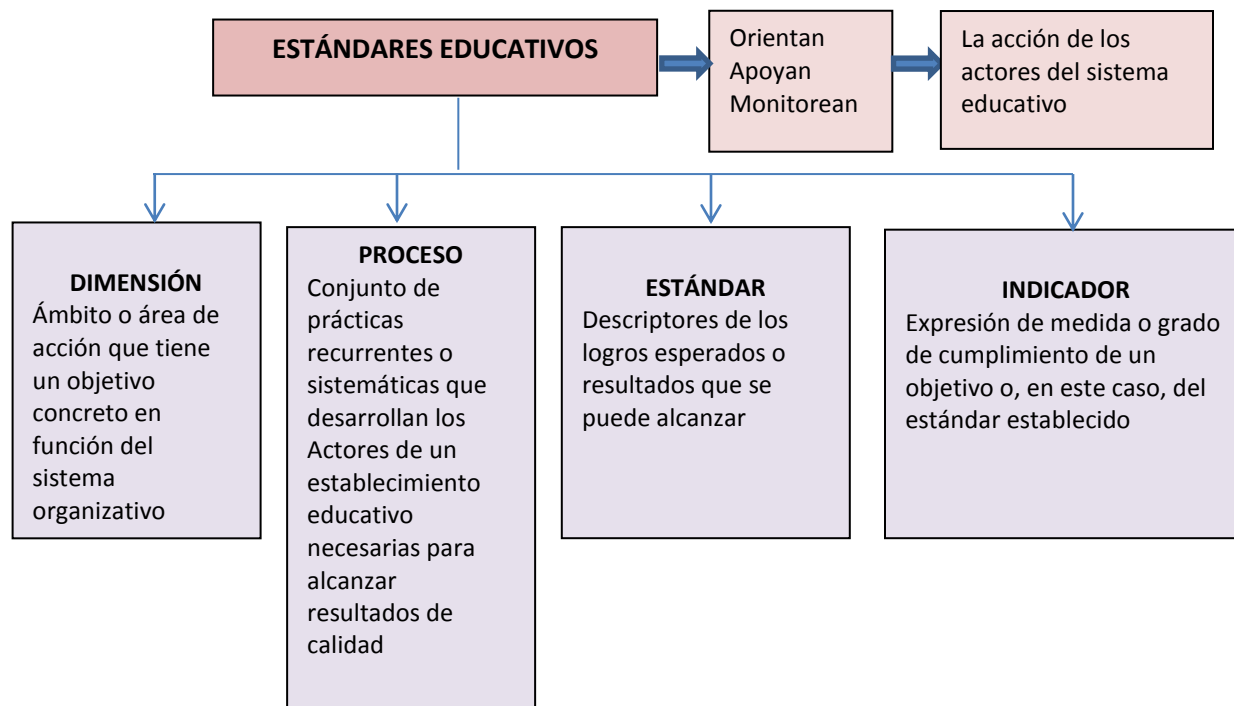 ESTÁNDARES EDUCATIVOS
Orientan
Apoyan
Monitorean
La acción de los
actores del sistema
educativo
DIMENSIÓN
Ámbito o área de
acción que tiene
un objetivo
concreto en
función del
sistema
organizativo
PROCESO
Conjunto de
prácticas
recurrentes o
sistemáticas que
desarrollan los
Actores de un
establecimiento
educativo
necesarias para
alcanzar
resultados de
calidad
ESTÁNDAR
Descriptores de los
logros esperados o
resultados que se
puede alcanzar
INDICADOR
Expresión de medida o grado
de cumplimiento de un
objetivo o, en este caso, del
estándar establecido